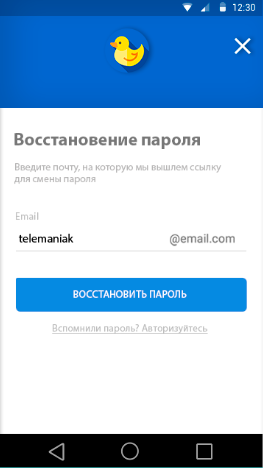 12:30
Восстановение пароля
Введите почту, на которую мы вышлем ссылку
для смены пароля
Email
telemaniak @email.com
ВОССТАНОВИТЬ ПАРОЛЬ
Вспомнили пароль? Авторизуйтесь